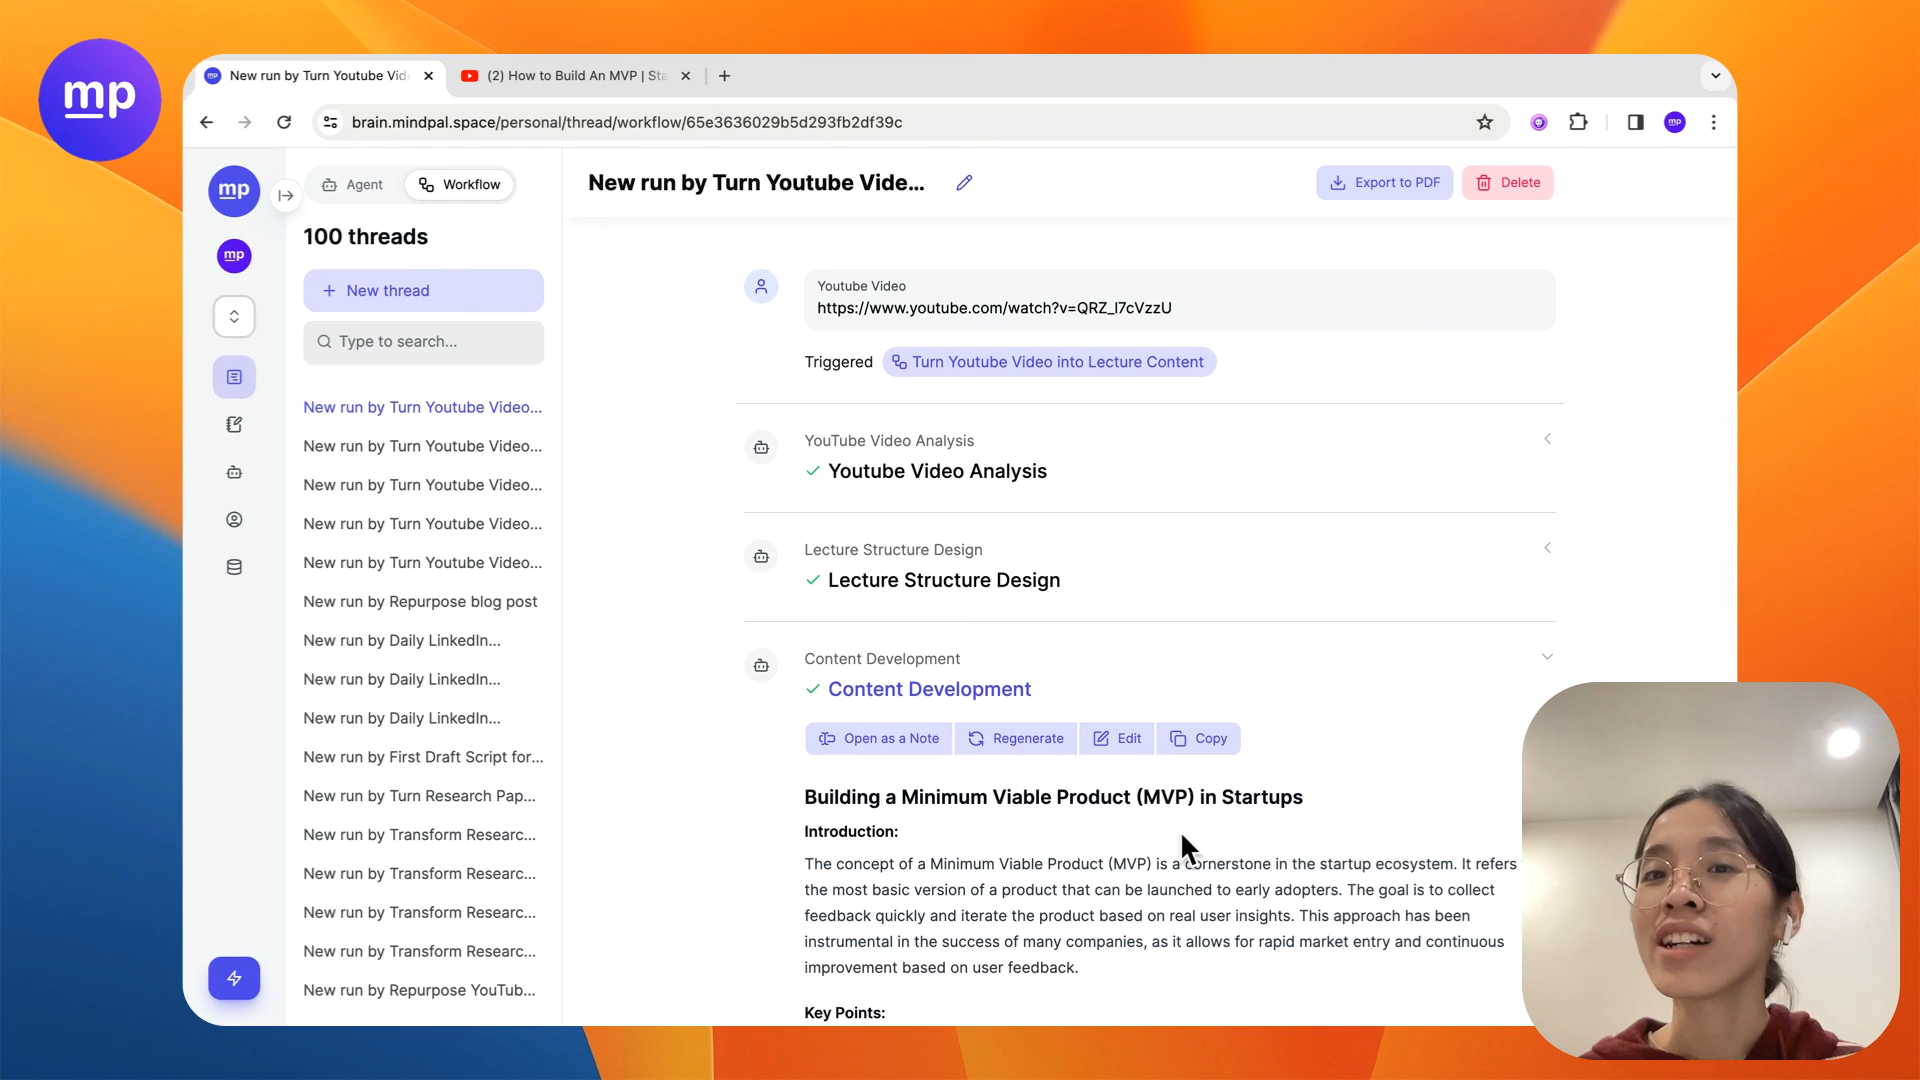 mp
New run by Turn Youtube Vid
(2) How to Build An MVP | Sta
brain.mindpal.space/personal/thread/workflow/65e3636029b5d293fb2df39c
mp
mp
mp
Agent
Workflow
100 threads
New thread
Type to search...
New run by Turn Youtube Video...
New run by Turn Youtube Video...
New run by Turn Youtube Video...
New run by Turn Youtube Video...
New run by Turn Youtube Video...
New run by Repurpose blog post
New run by Daily LinkedIn...
New run by Daily LinkedIn...
New run by Daily LinkedIn...
New run by First Draft Script for...
New run by Turn Research Pap...
New run by Transform Researc...
New run by Transform Researc...
New run by Transform Researc...
New run by Transform Researc...
New run by Repurpose YouTub...
New run by Turn Youtube Vide...
Export to PDF
Delete
Youtube Video
https://www.youtube.com/watch?v=QRZ_l7cVzzU
Triggered Turn Youtube Video into Lecture Content
YouTube Video Analysis
Youtube Video Analysis
Lecture Structure Design
Lecture Structure Design
Content Development
Content Development
Open as a Note
Regenerate
Edit
Copy
Building a Minimum Viable Product (MVP) in Startups
Introduction:
The concept of a Minimum Viable Product (MVP) is a cornerstone in the startup ecosystem. It refers
the most basic version of a product that can be launched to early adopters. The goal is to collect
feedback quickly and iterate the product based on real user insights. This approach has been
instrumental in the success of many companies, as it allows for rapid market entry and continuous
improvement based on user feedback.
Key Points: